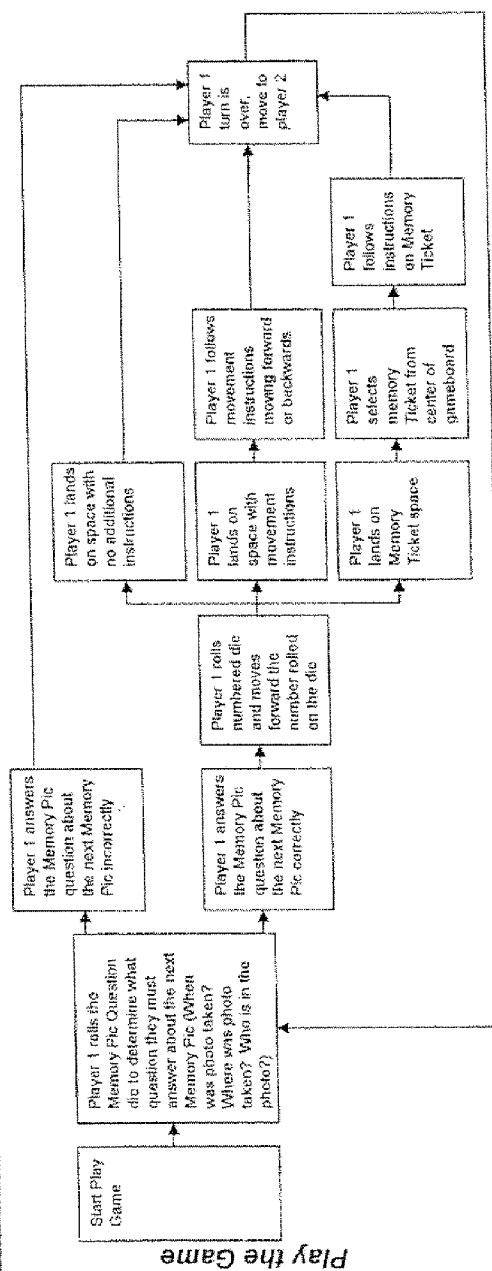 Play the Game
Start Play
Game
Player 1 rolls the
Memory Pic Question
die to determine what
question they must
answer about the next
Memory Pic (When
was photo taken?
Where was photo
taken? Who is in the
photo?)
Player 1 answers
the Memory Pic
question about
the next Memory
Pic incorrectly
Player 1 answers
the Memory Pic
question about
the next Memory
Pic correctly
Player 1 rolls
numbered die
and moves
forward the
number rolled
on the die
Player 1 lands
on space with
no additional
instructions
Player 1
lands on
space with
movement
instructions
Player 1
lands on
Memory
Ticket space
Player 1 follows
movement
instructions
moving forward
or backwards
Player 1
selects
memory
Ticket from
center of
gameboard
Player 1
follows
instructions
on Memory
Ticket
Player 1
turn is
over,
move to
player 2